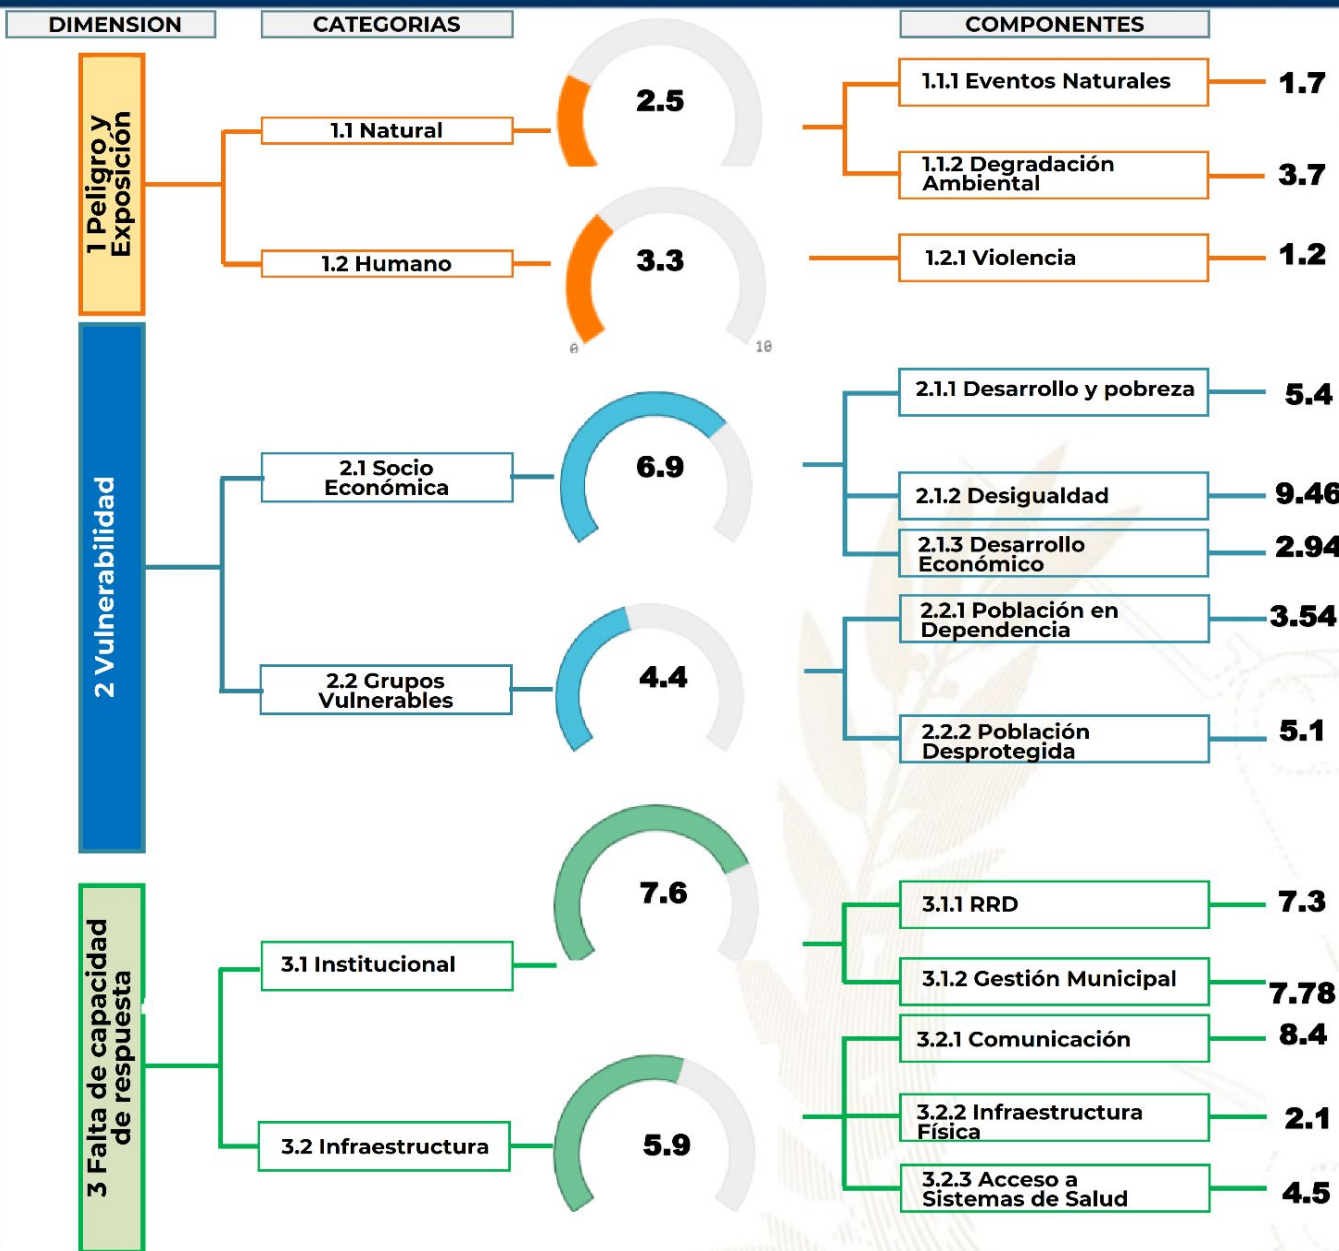 DIMENSION
CATEGORIAS
COMPONENTES
1 Peligro y
Exposición
1.1 Natural
2.5
1.1.1 Eventos Naturales
1.7
1.1.2 Degradación
Ambiental
3.7
1.2 Humano
3.3
0
10
1.2.1 Violencia
1.2
2 Vulnerabilidad
2.1 Socio
Económica
6.9
2.1.1 Desarrollo y pobreza
5.4
2.1.2 Desigualdad
9.46
2.1.3 Desarrollo
Económico
2.94
2.2 Grupos
Vulnerables
4.4
2.2.1 Población en
Dependencia
3.54
2.2.2 Población
Desprotegida
5.1
3 Falta de capacidad
de respuesta
3.1 Institucional
7.6
3.1.1 RRD
7.3
3.1.2 Gestión Municipal
7.78
3.2 Infraestructura
5.9
3.2.1 Comunicación
8.4
3.2.2 Infraestructura
Física
2.1
3.2.3 Acceso a
Sistemas de Salud
4.5